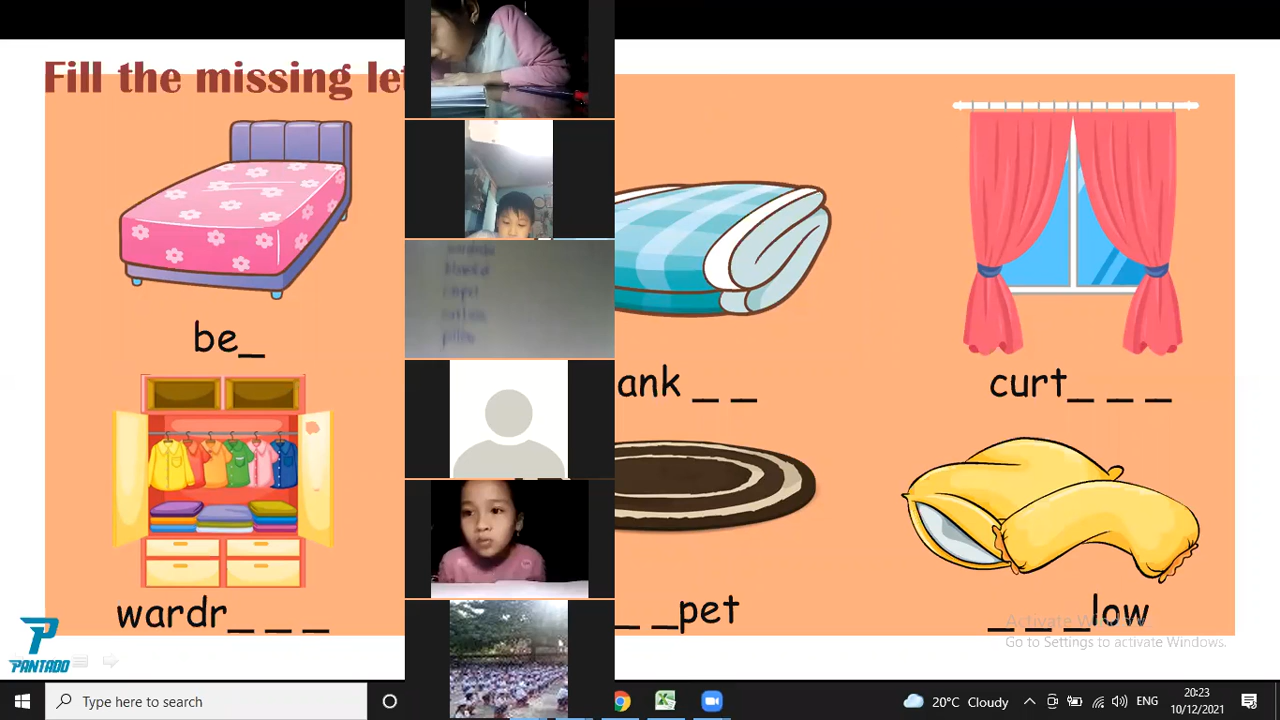 Fill the missing let
be_
ank _ _
curt_ _ _
wardr_ _ _
_ _pet
_ _ _low
Activate Windows
Go to Settings to activate Windows.
PANTADO
Type here to search
20°C Cloudy
ENG
20:23
10/12/2021